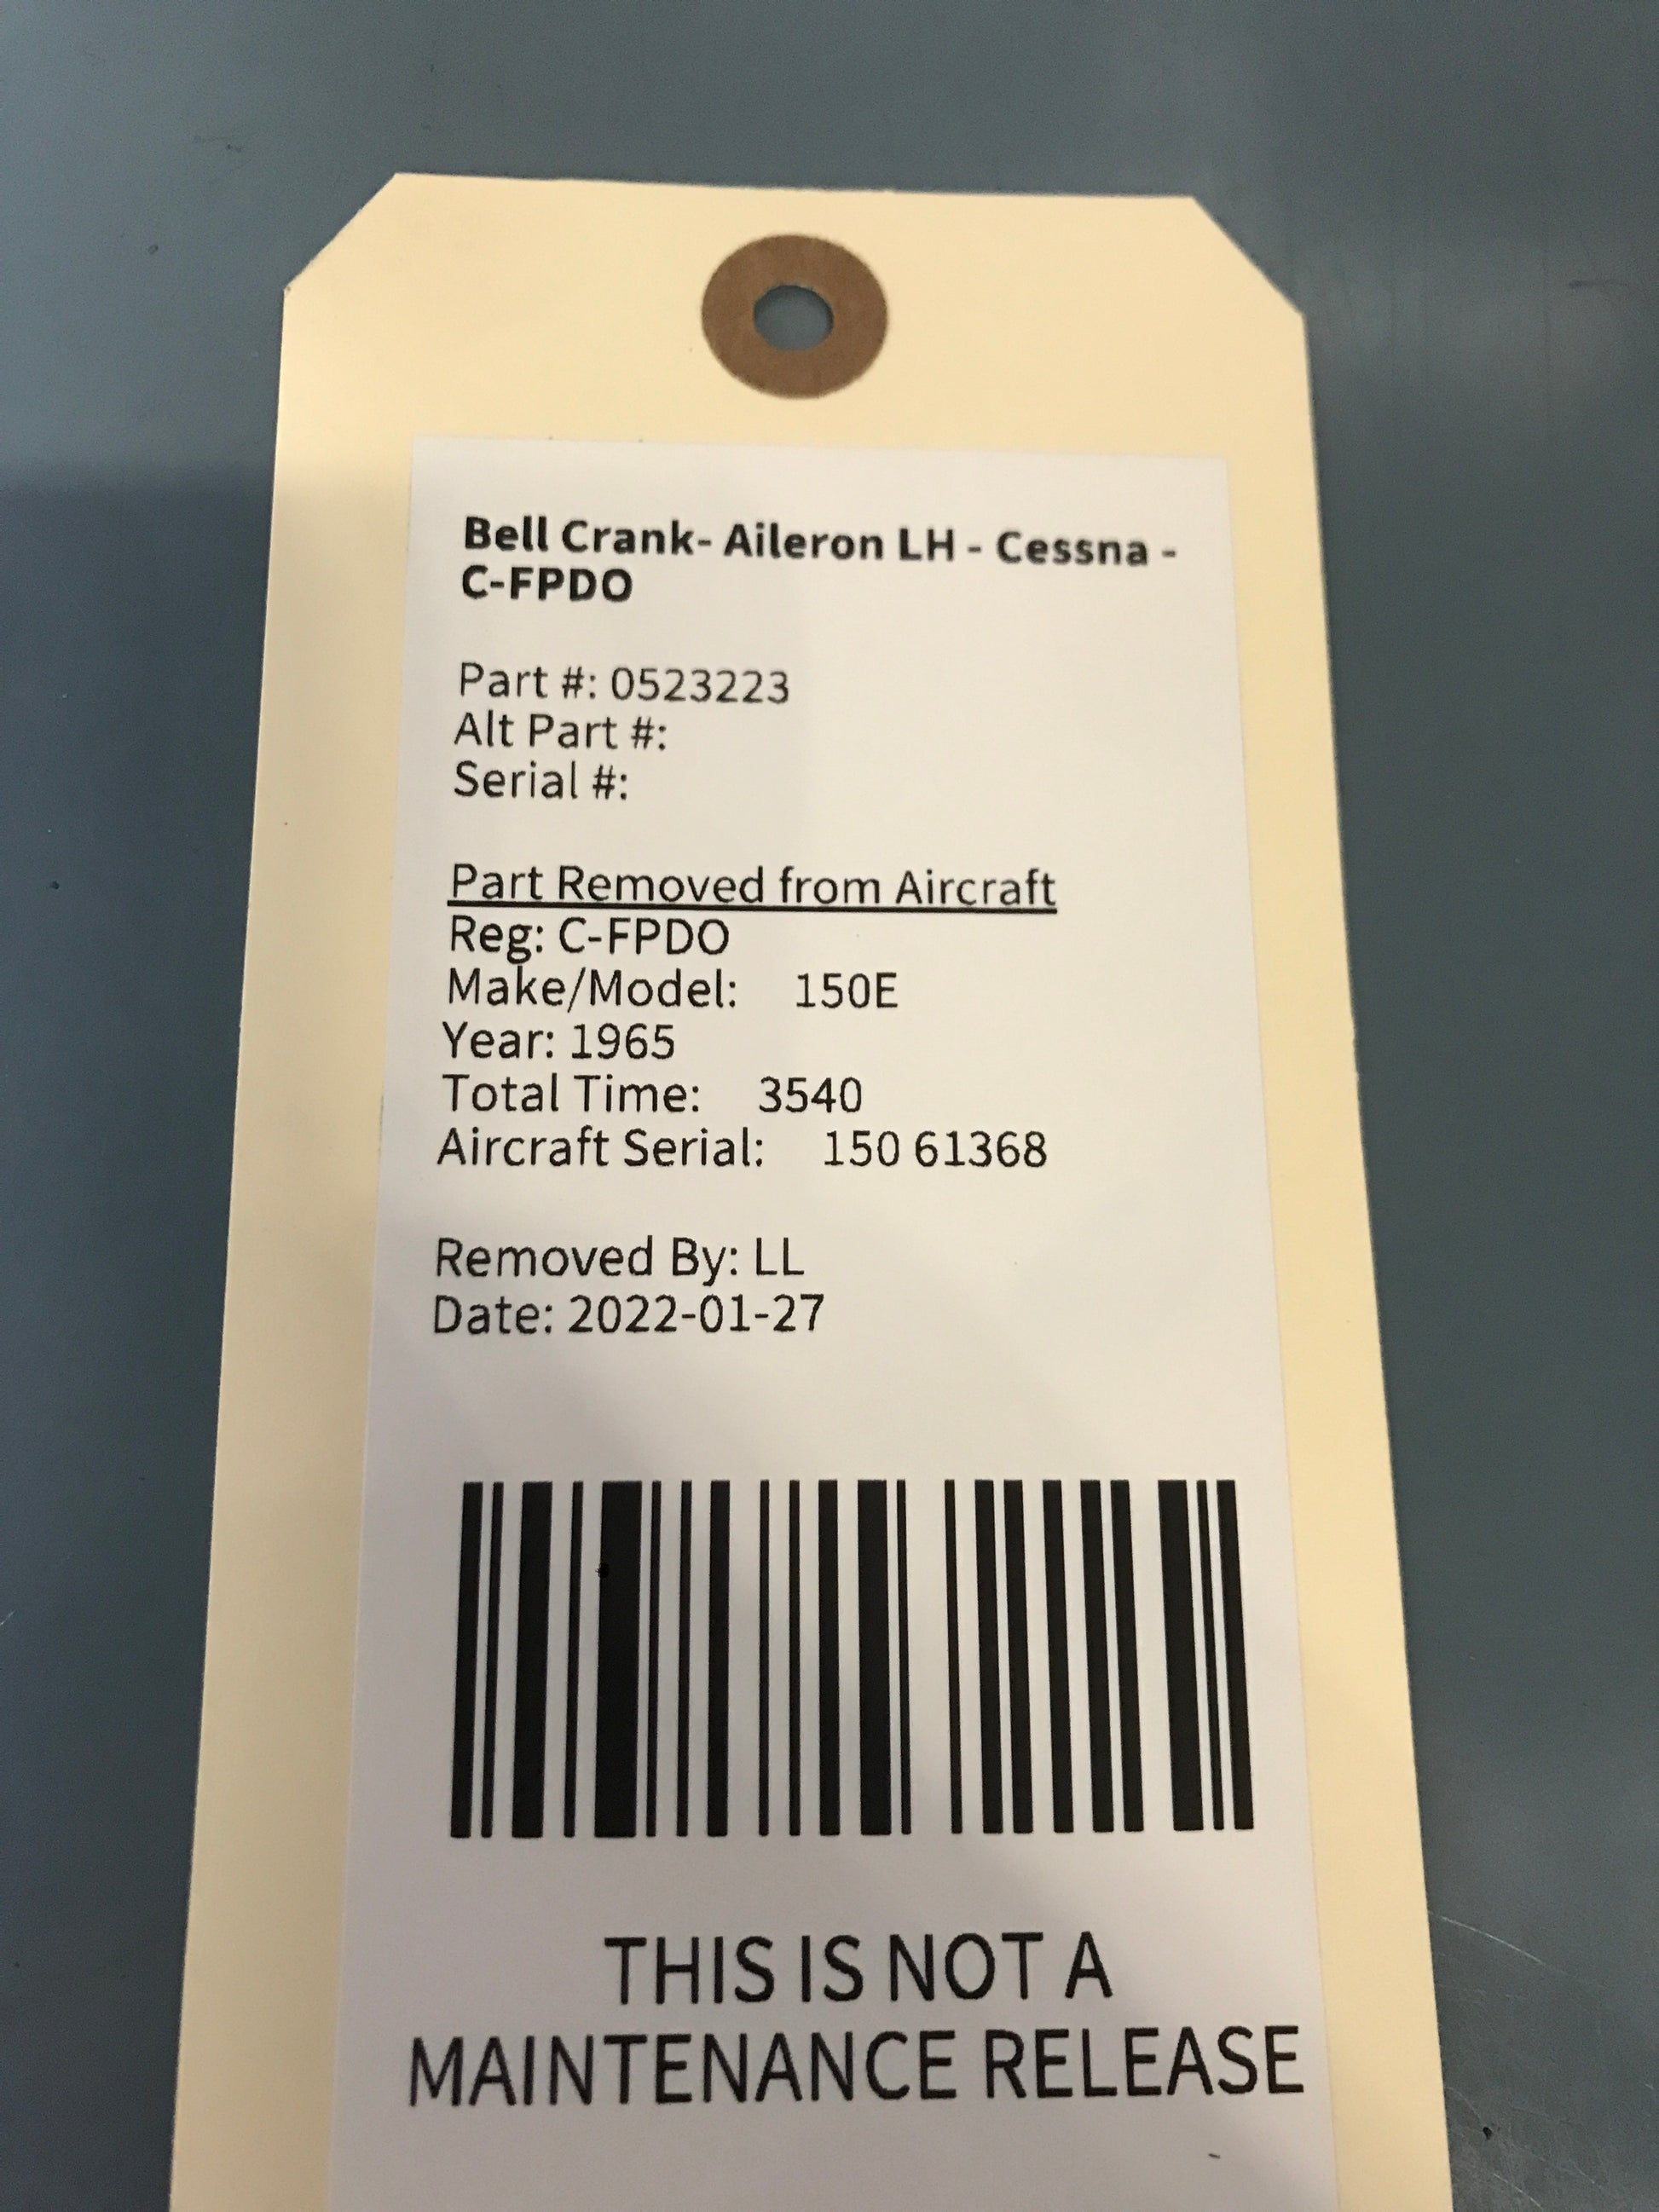 Bell Crank- Aileron LH - Cessna -
C-FPDO
Part #: 0523223
Alt Part #:
Serial #:
Part Removed from Aircraft
Reg: C-FPDO
Make/Model: 150E
Year: 1965
Total Time: 3540
Aircraft Serial: 150 61368
Removed By: LL
Date: 2022-01-27
THIS IS NOT A
MAINTENANCE RELEASE